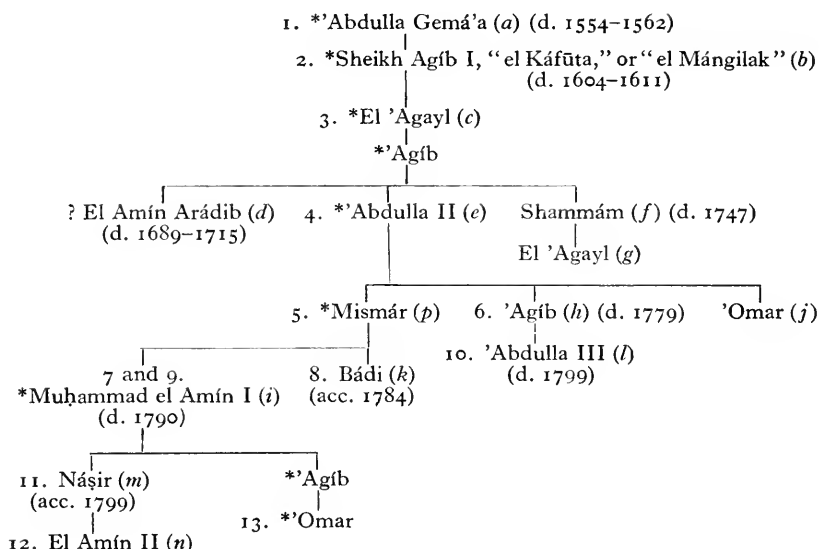 1. *'Abdulla Gemá'a (a) (d. 1554–1562)
2. *Sheikh Agíb I, "el Káfūta," or "el Mángilak" (b)
(d. 1604–1611)
3. *El 'Agayl (c)
*'Agíb
? El Amín Arádib (d) 4. *'Abdulla II (e) Shammám (f) (d. 1747)
(d. 1689–1715)
El 'Agayl (g)
5. *Mismár (p) 6. 'Agíb (h) (d. 1779) 'Omar (j)
10. 'Abdulla III (l)
(d. 1799)
7 and 9. 8. Bádi (k)
*Muḥammad el Amín I (i) (acc. 1784)
(d. 1790)
11. Náṣir (m) *'Agíb
(acc. 1799)
13. *'Omar
12. El Amín II (n)